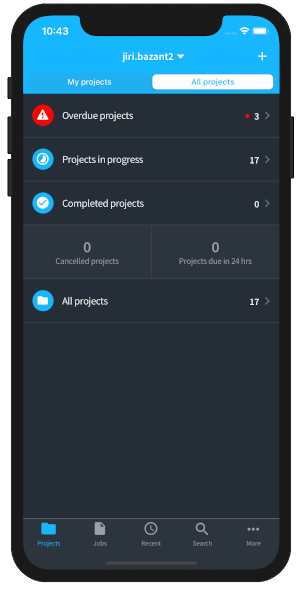 10:43
jiri.bazant2
My projects All projects
Overdue projects 3
Projects in progress 17
Completed projects 0
0 0
Cancelled projects Projects due in 24 hrs
All projects 17
Projects Jobs Recent Search More